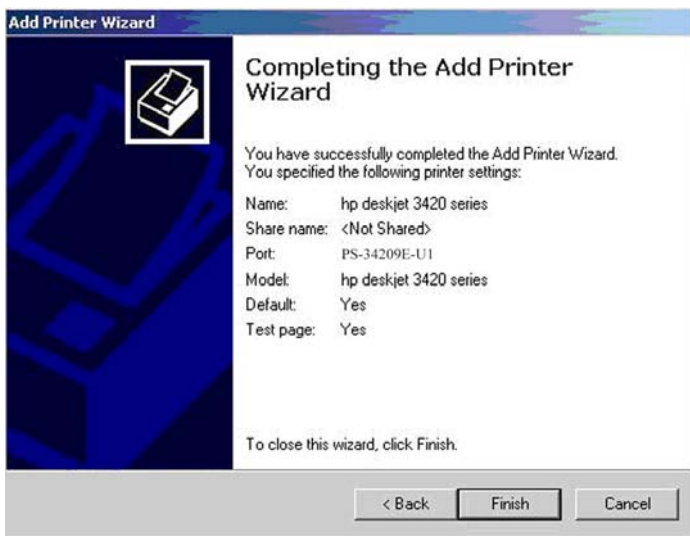 Add Printer Wizard
Completing the Add Printer
Wizard
You have successfully completed the Add Printer Wizard.
You specified the following printer settings:
Name: hp deskjet 3420 series
Share name: <Not Shared>
Port: PS-34209E-U1
Model: hp deskjet 3420 series
Default: Yes
Test page: Yes
To close this wizard, click Finish.
< Back Finish Cancel